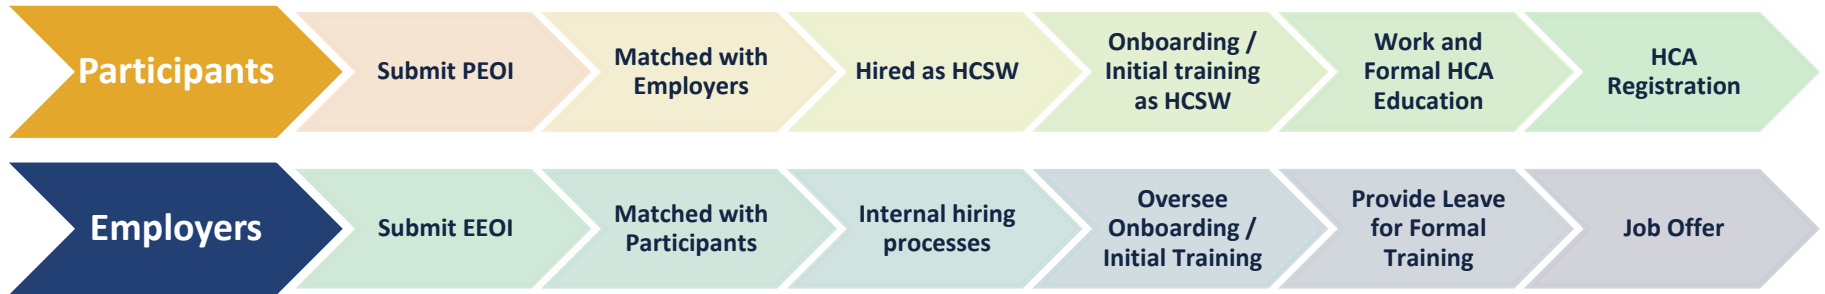 Participants
Submit PEOI
Matched with
Employers
Hired as HCSW
Onboarding /
Initial training
as HCSW
Work and
Formal HCA
Education
HCA
Registration
Employers
Submit EEOI
Matched with
Participants
Internal hiring
processes
Oversee
Onboarding /
Initial Training
Provide Leave
for Formal
Training
Job Offer